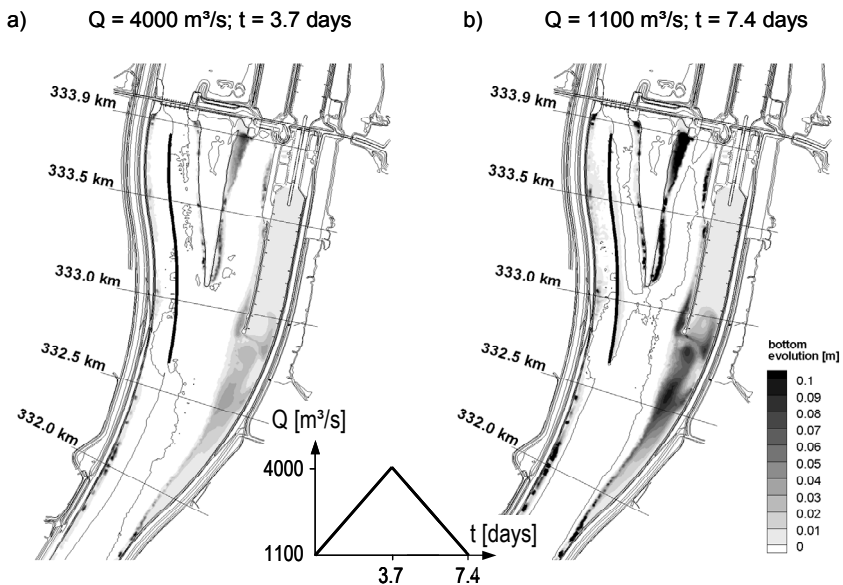 a) Q = 4000 m³/s; t = 3.7 days
b) Q = 1100 m³/s; t = 7.4 days
333.9 km
333.5 km
333.0 km
332.5 km
332.0 km
333.9 km
333.5 km
333.0 km
332.5 km
332.0 km
bottom
evolution [m]
0.1
0.09
0.08
0.07
0.06
0.05
0.04
0.03
0.02
0.01
0
Q [m³/s]
4000
1100
t [days]
3.7
7.4